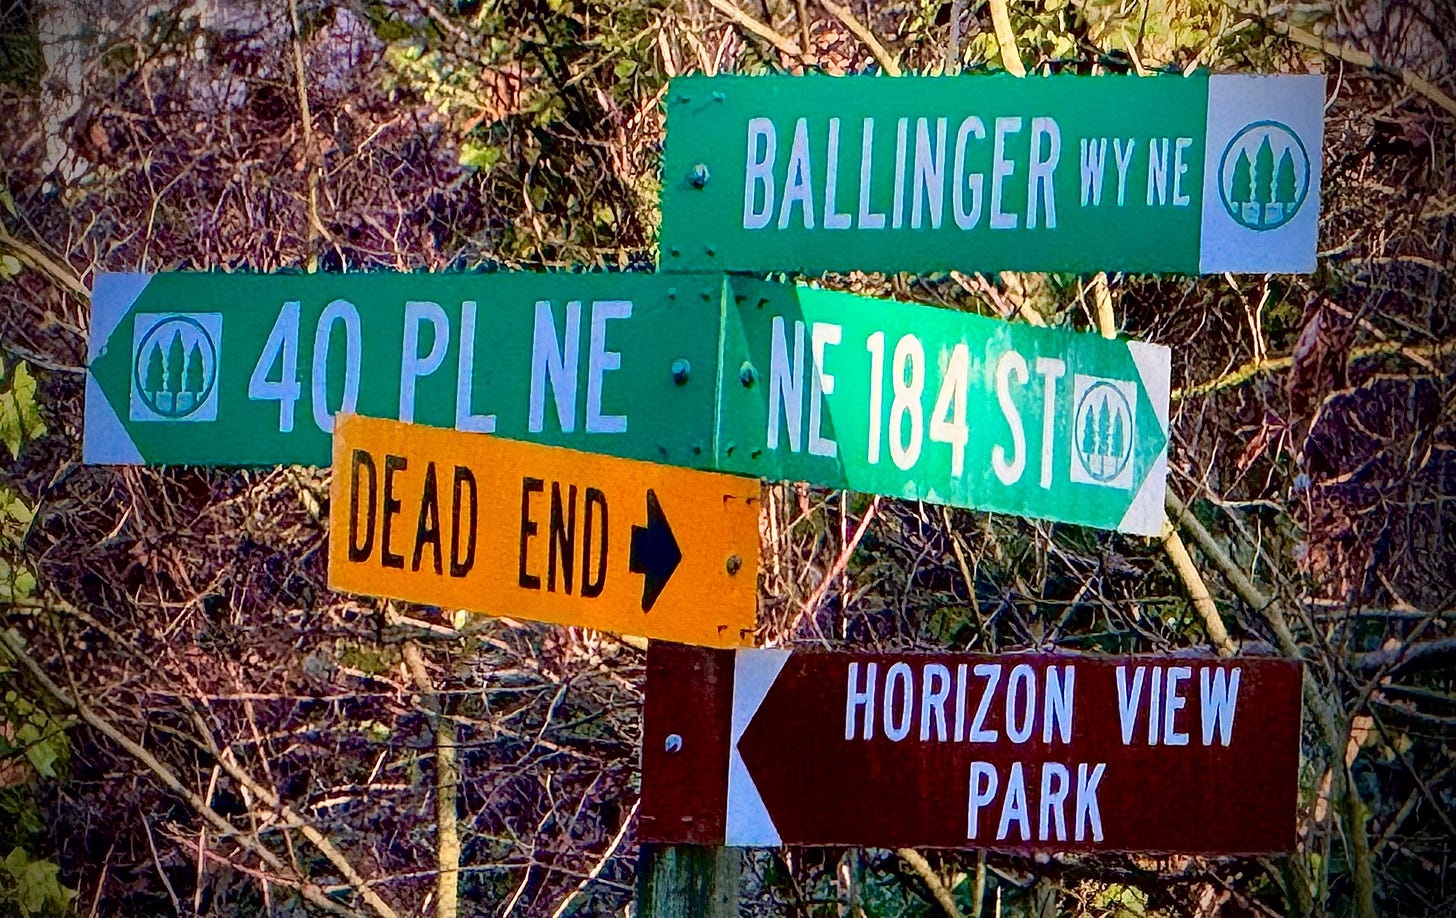 BALLINGER WY NE
40 PL NE
NE 184 ST
DEAD END
HORIZON VIEW
PARK